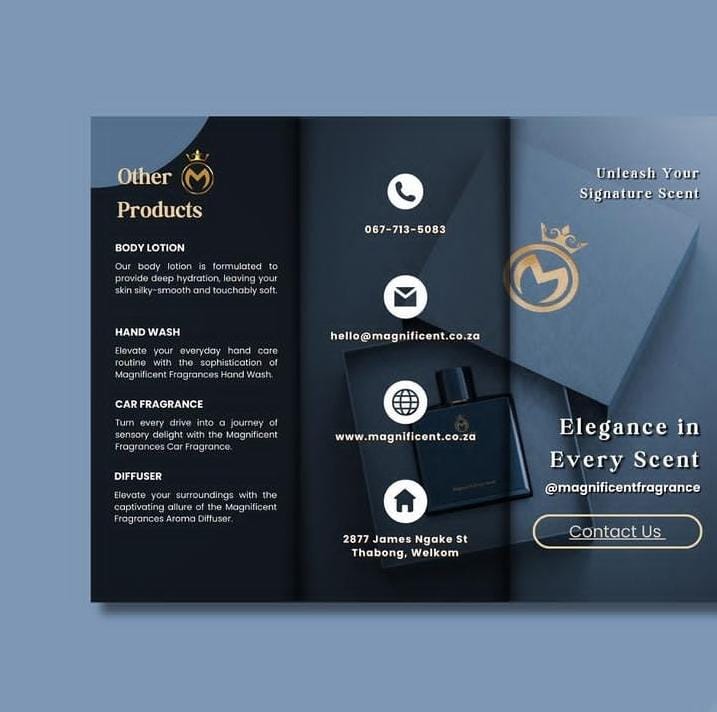 Other
Products
BODY LOTION
Our body lotion is formulated to
provide deep hydration, leaving your
skin silky-smooth and touchably soft.
HAND WASH
Elevate your everyday hand care
routine with the sophistication of
Magnificent Fragrances Hand Wash.
CAR FRAGRANCE
Turn every drive into a journey of
sensory delight with the Magnificent
Fragrances Car Fragrance.
DIFFUSER
Elevate your surroundings with the
captivating allure of the Magnificent
Fragrances Aroma Diffuser.
067-713-5083
hello@magnificent.co.za
www.magnificent.co.za
2877 James Ngake St
Thabong, Welkom
Unleash Your
Signature Scent
M
Elegance in
Every Scent
@magnificentfragrance
Contact Us